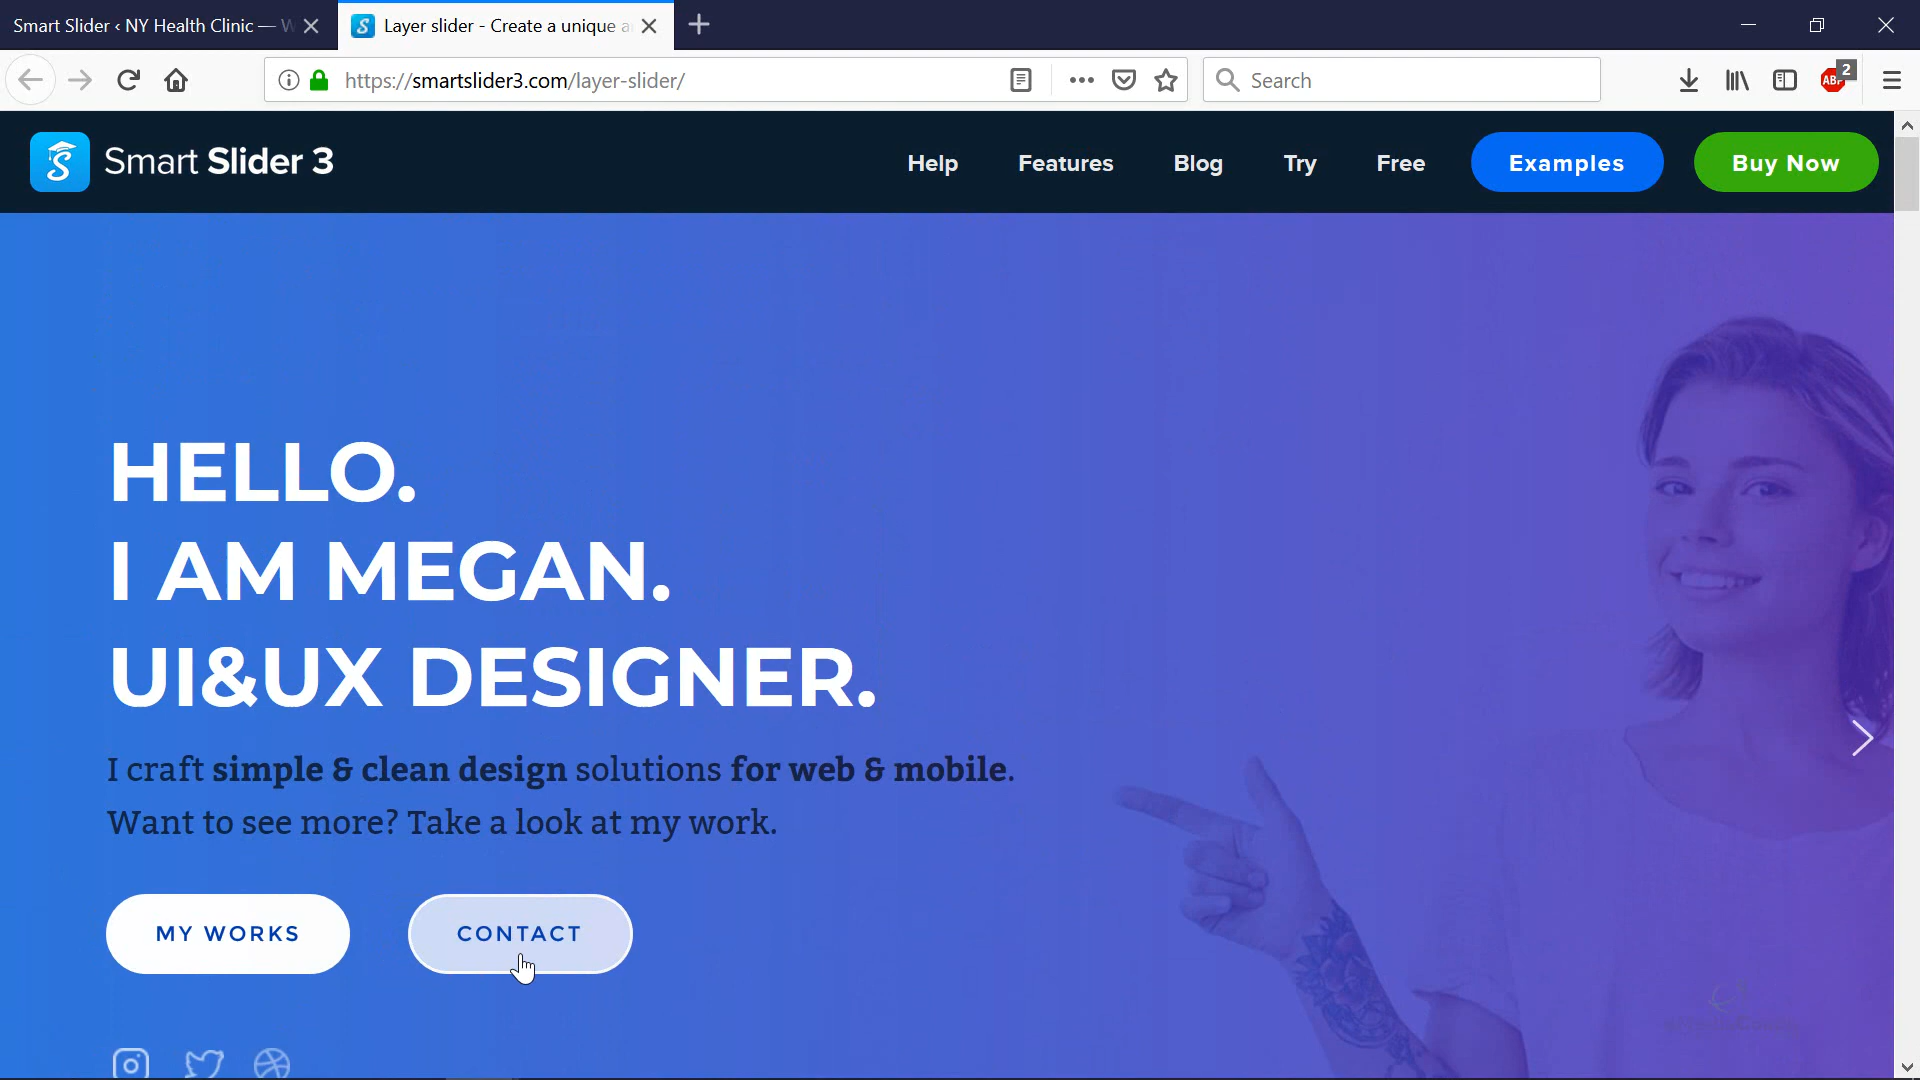 Smart Slider ‹ NY Health Clinic — W
Layer slider - Create a unique a
https://smartslider3.com/layer-slider/
Search
ABP
2
Smart Slider 3
Help
Features
Blog
Try
Free
Examples
Buy Now
HELLO.
I AM MEGAN.
UI&UX DESIGNER.
I craft simple & clean design solutions for web & mobile.
Want to see more? Take a look at my work.
MY WORKS
CONTACT